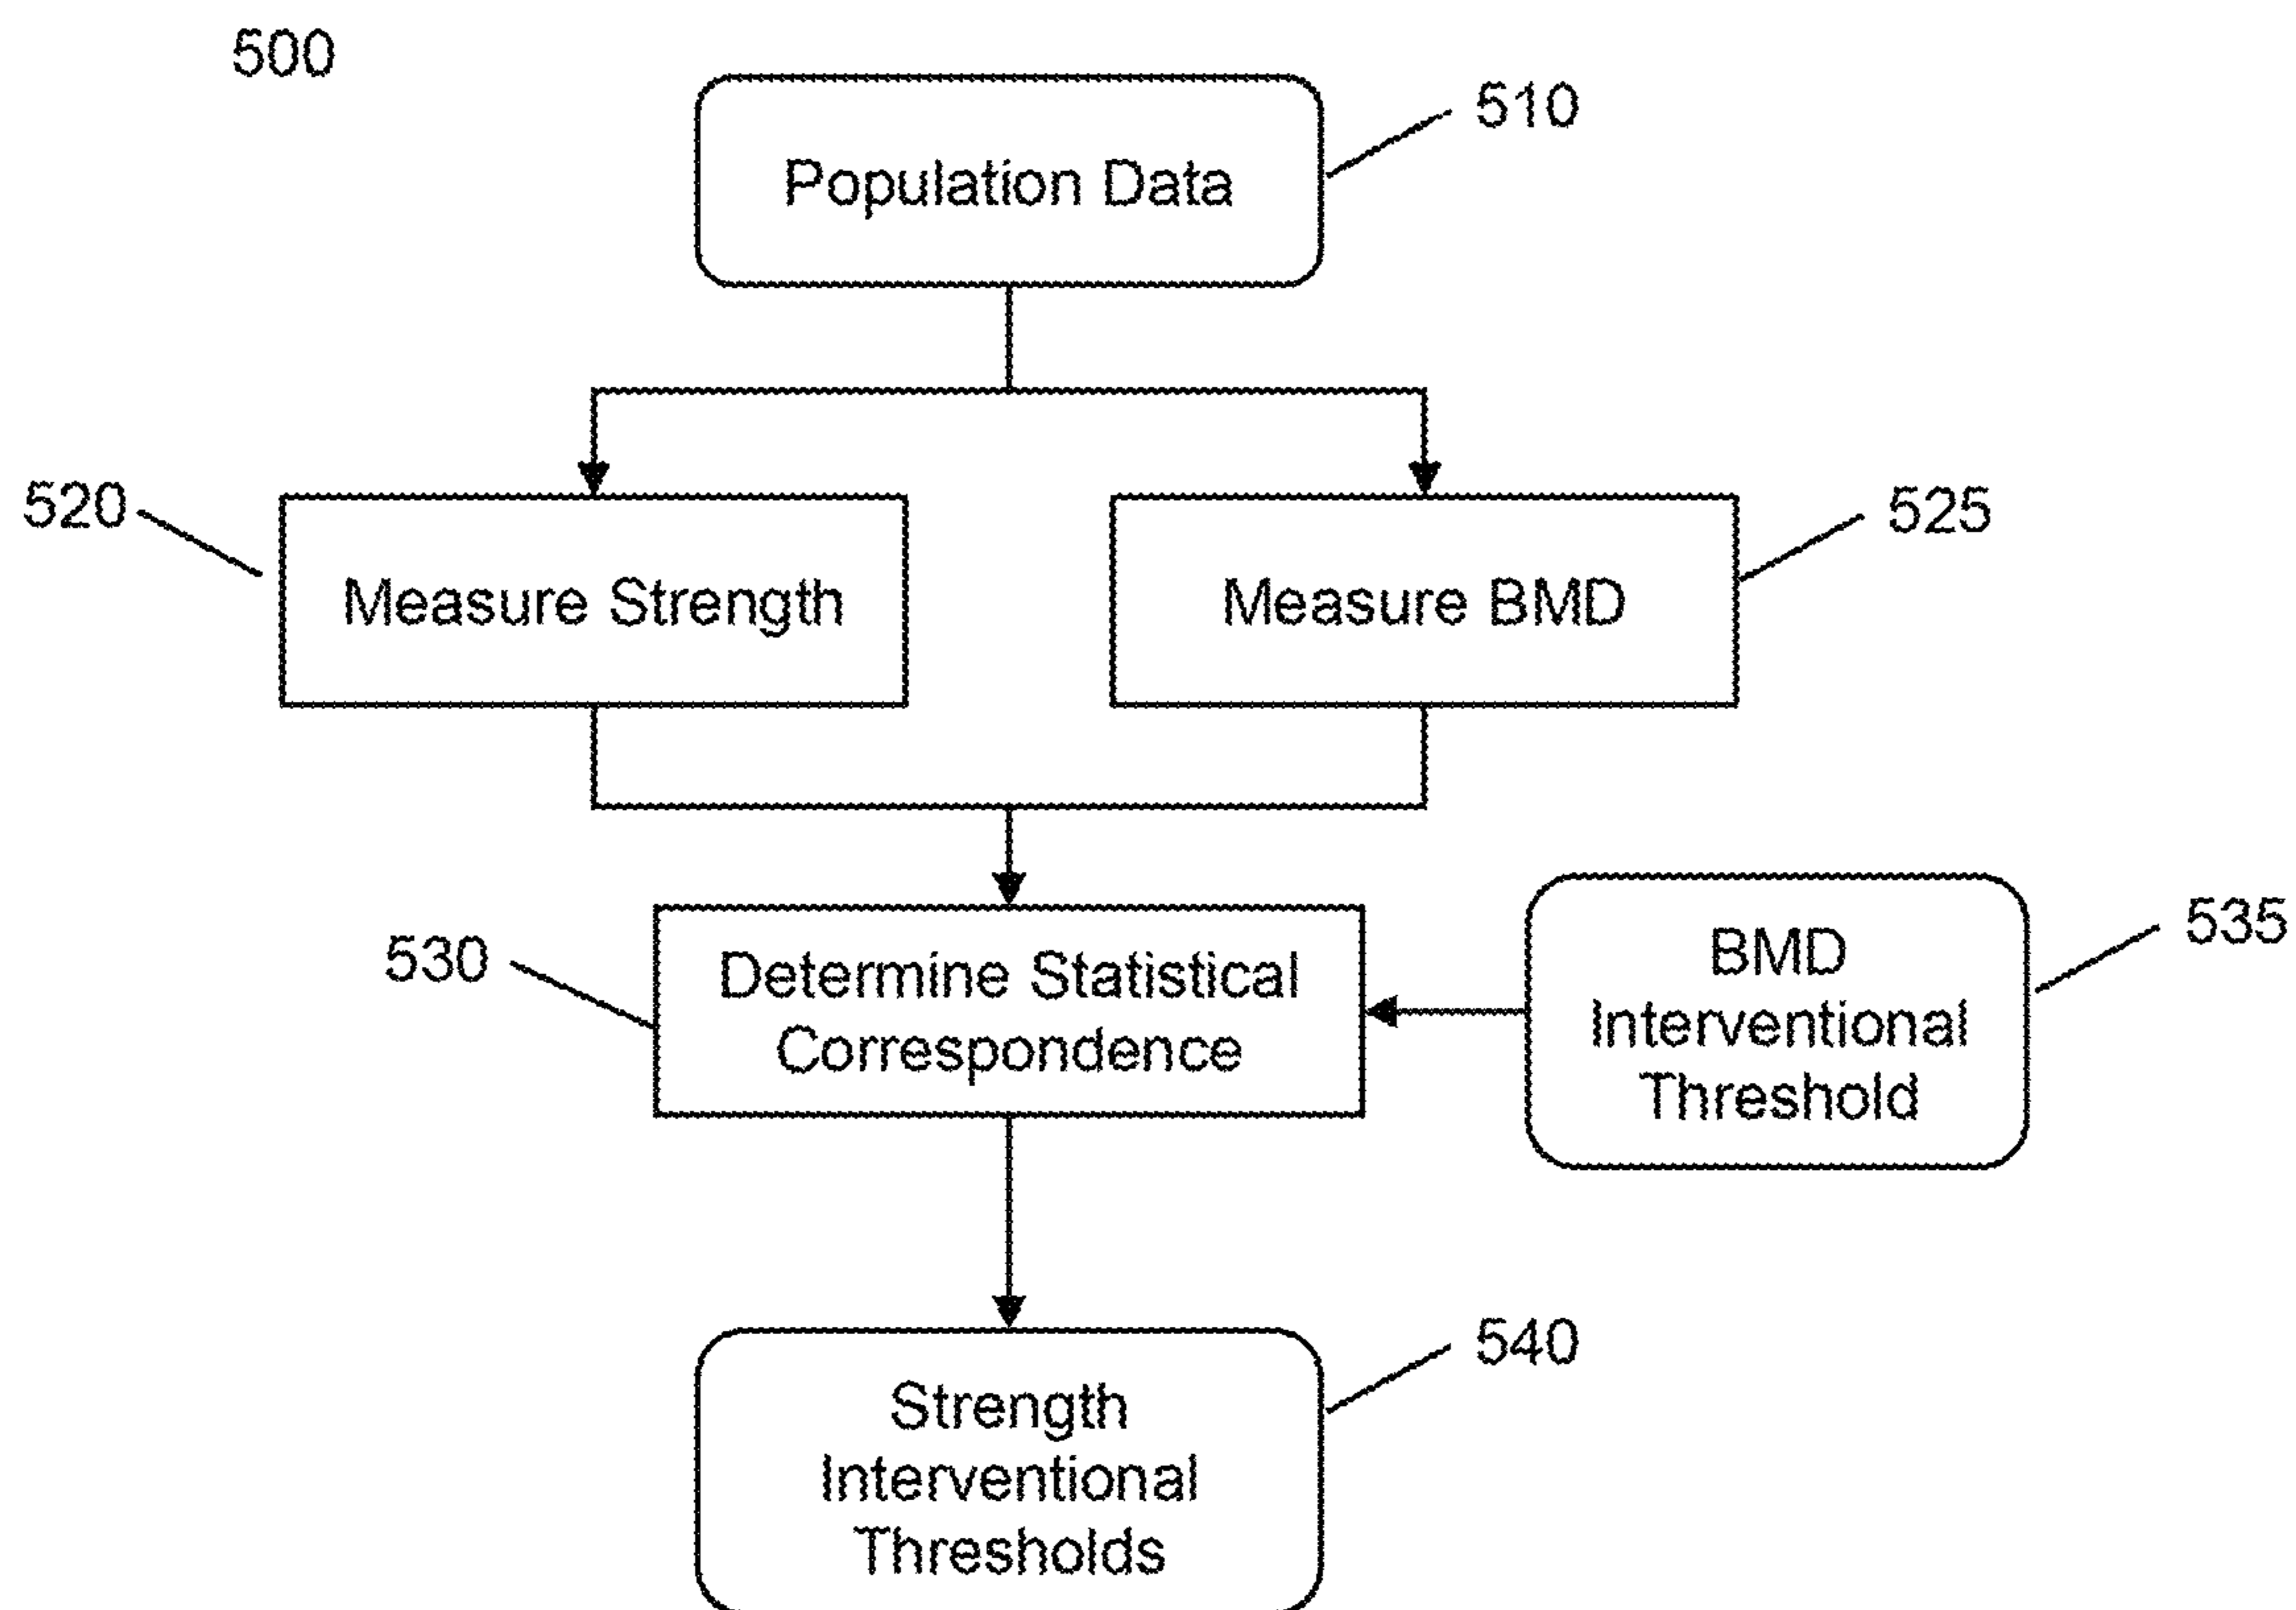 500
Population Data
510
520
Measure Strength
Measure BMD
525
530
Determine Statistical
Correspondence
BMD
Interventional
Threshold
535
Strength
Interventional
Thresholds
540